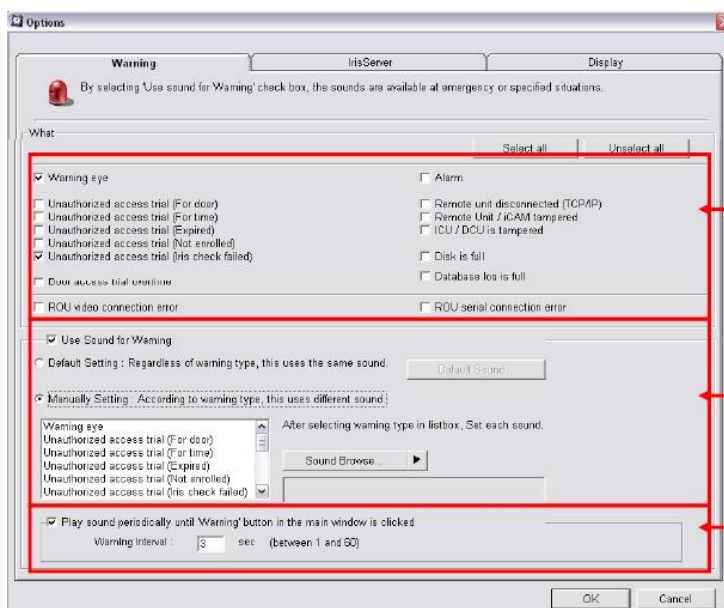 Options
Warning IrisServer Display
By selecting 'Use sound for Warning' check box, the sounds are available at emergency or specified situations.
What
Select all Unselect all
Warning eye Alarm
Unauthorized access trial (For door) Remote unit disconnected (TCP/IP)
Unauthorized access trial (For time) Remote Unit / iCAM tampered
Unauthorized access trial (Expired) ICU / DCU is tampered
Unauthorized access trial (Not enrolled)
Unauthorized access trial (Iris check failed) Disk is full
Door access trial overtime Database log is full
ROU video connection error ROU serial connection error
Use Sound for Warning
Default Setting : Regardless of warning type, this uses the same sound. Default Sound...
Manually Setting : According to warning type, this uses different sound.
Warning eye After selecting warning type in listbox, Set each sound.
Unauthorized access trial (For door)
Unauthorized access trial (For time)
Unauthorized access trial (Expired) Sound Browse...
Unauthorized access trial (Not enrolled)
Unauthorized access trial (Iris check failed)
Play sound periodically until 'Warning' button in the main window is clicked
Warning Interval : 3 sec (between 1 and 60)
OK Cancel